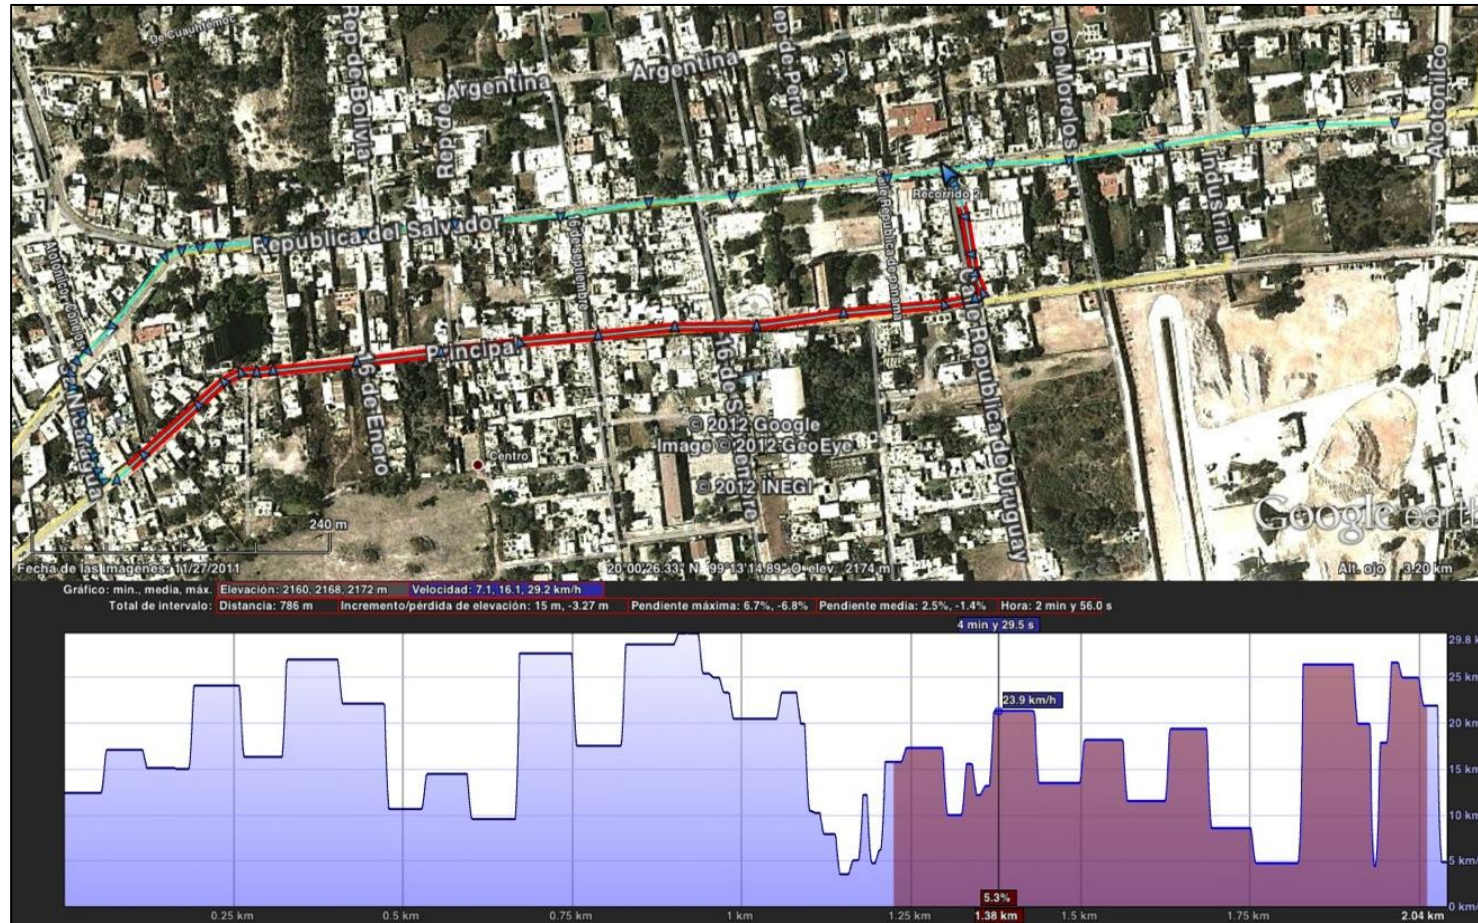 De Cuauhtémoc
Rep de Bolivia
Rep de
Argentina
Argentina
Rep de Peru
De Morelos
Atotonilco
Industria
Republica del Salvador
Recorrido 2
Principal
16 de Enero
16 de
Calle Republica de Uruguay
Nicaragua
Centro
© 2012 Google
Image © 2012 GeoEye
© 2012 INEGI
Google earth
240 m
Fecha de las imágenes: 11/27/2011
20°00'26.33" N, 99°13'14.89" O elev. 2174 m
Alt. ojo 3.20 km
Gráfico: mín., media, máx. Elevación: 2160, 2168, 2172 m Velocidad: 7.1, 16.1, 29.2 km/h
Total de intervalo: Distancia: 786 m Incremento/pérdida de elevación: 15 m, -3.27 m Pendiente máxima: 6.7%, -6.8% Pendiente media: 2.5%, -1.4% Hora: 2 min y 56.0 s
4 min y 29.5 s
29.8 k
25 km
23.9 km/h
20 km
15 km
10 km
5 km/
0 km/
5.3%
0.25 km 0.5 km 0.75 km 1 km 1.25 km 1.38 km 1.5 km 1.75 km 2.04 km